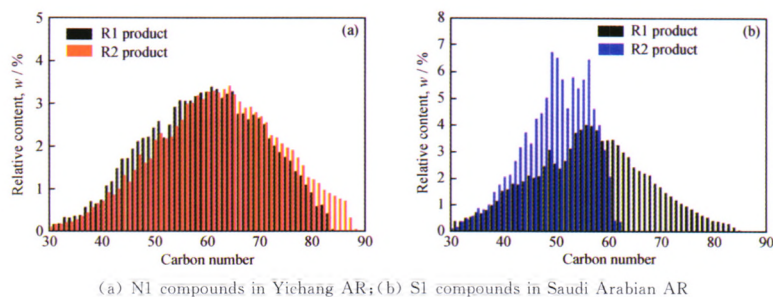 (a)
R1 product
R2 product
Relative content, w / %
5
4
3
2
1
0
30 40 50 60 70 80 90
Carbon number
(b)
R1 product
R2 product
Relative content, w / %
8
7
6
5
4
3
2
1
0
30 40 50 60 70 80 90
Carbon number
(a) N1 compounds in Yichang AR;(b) S1 compounds in Saudi Arabian AR